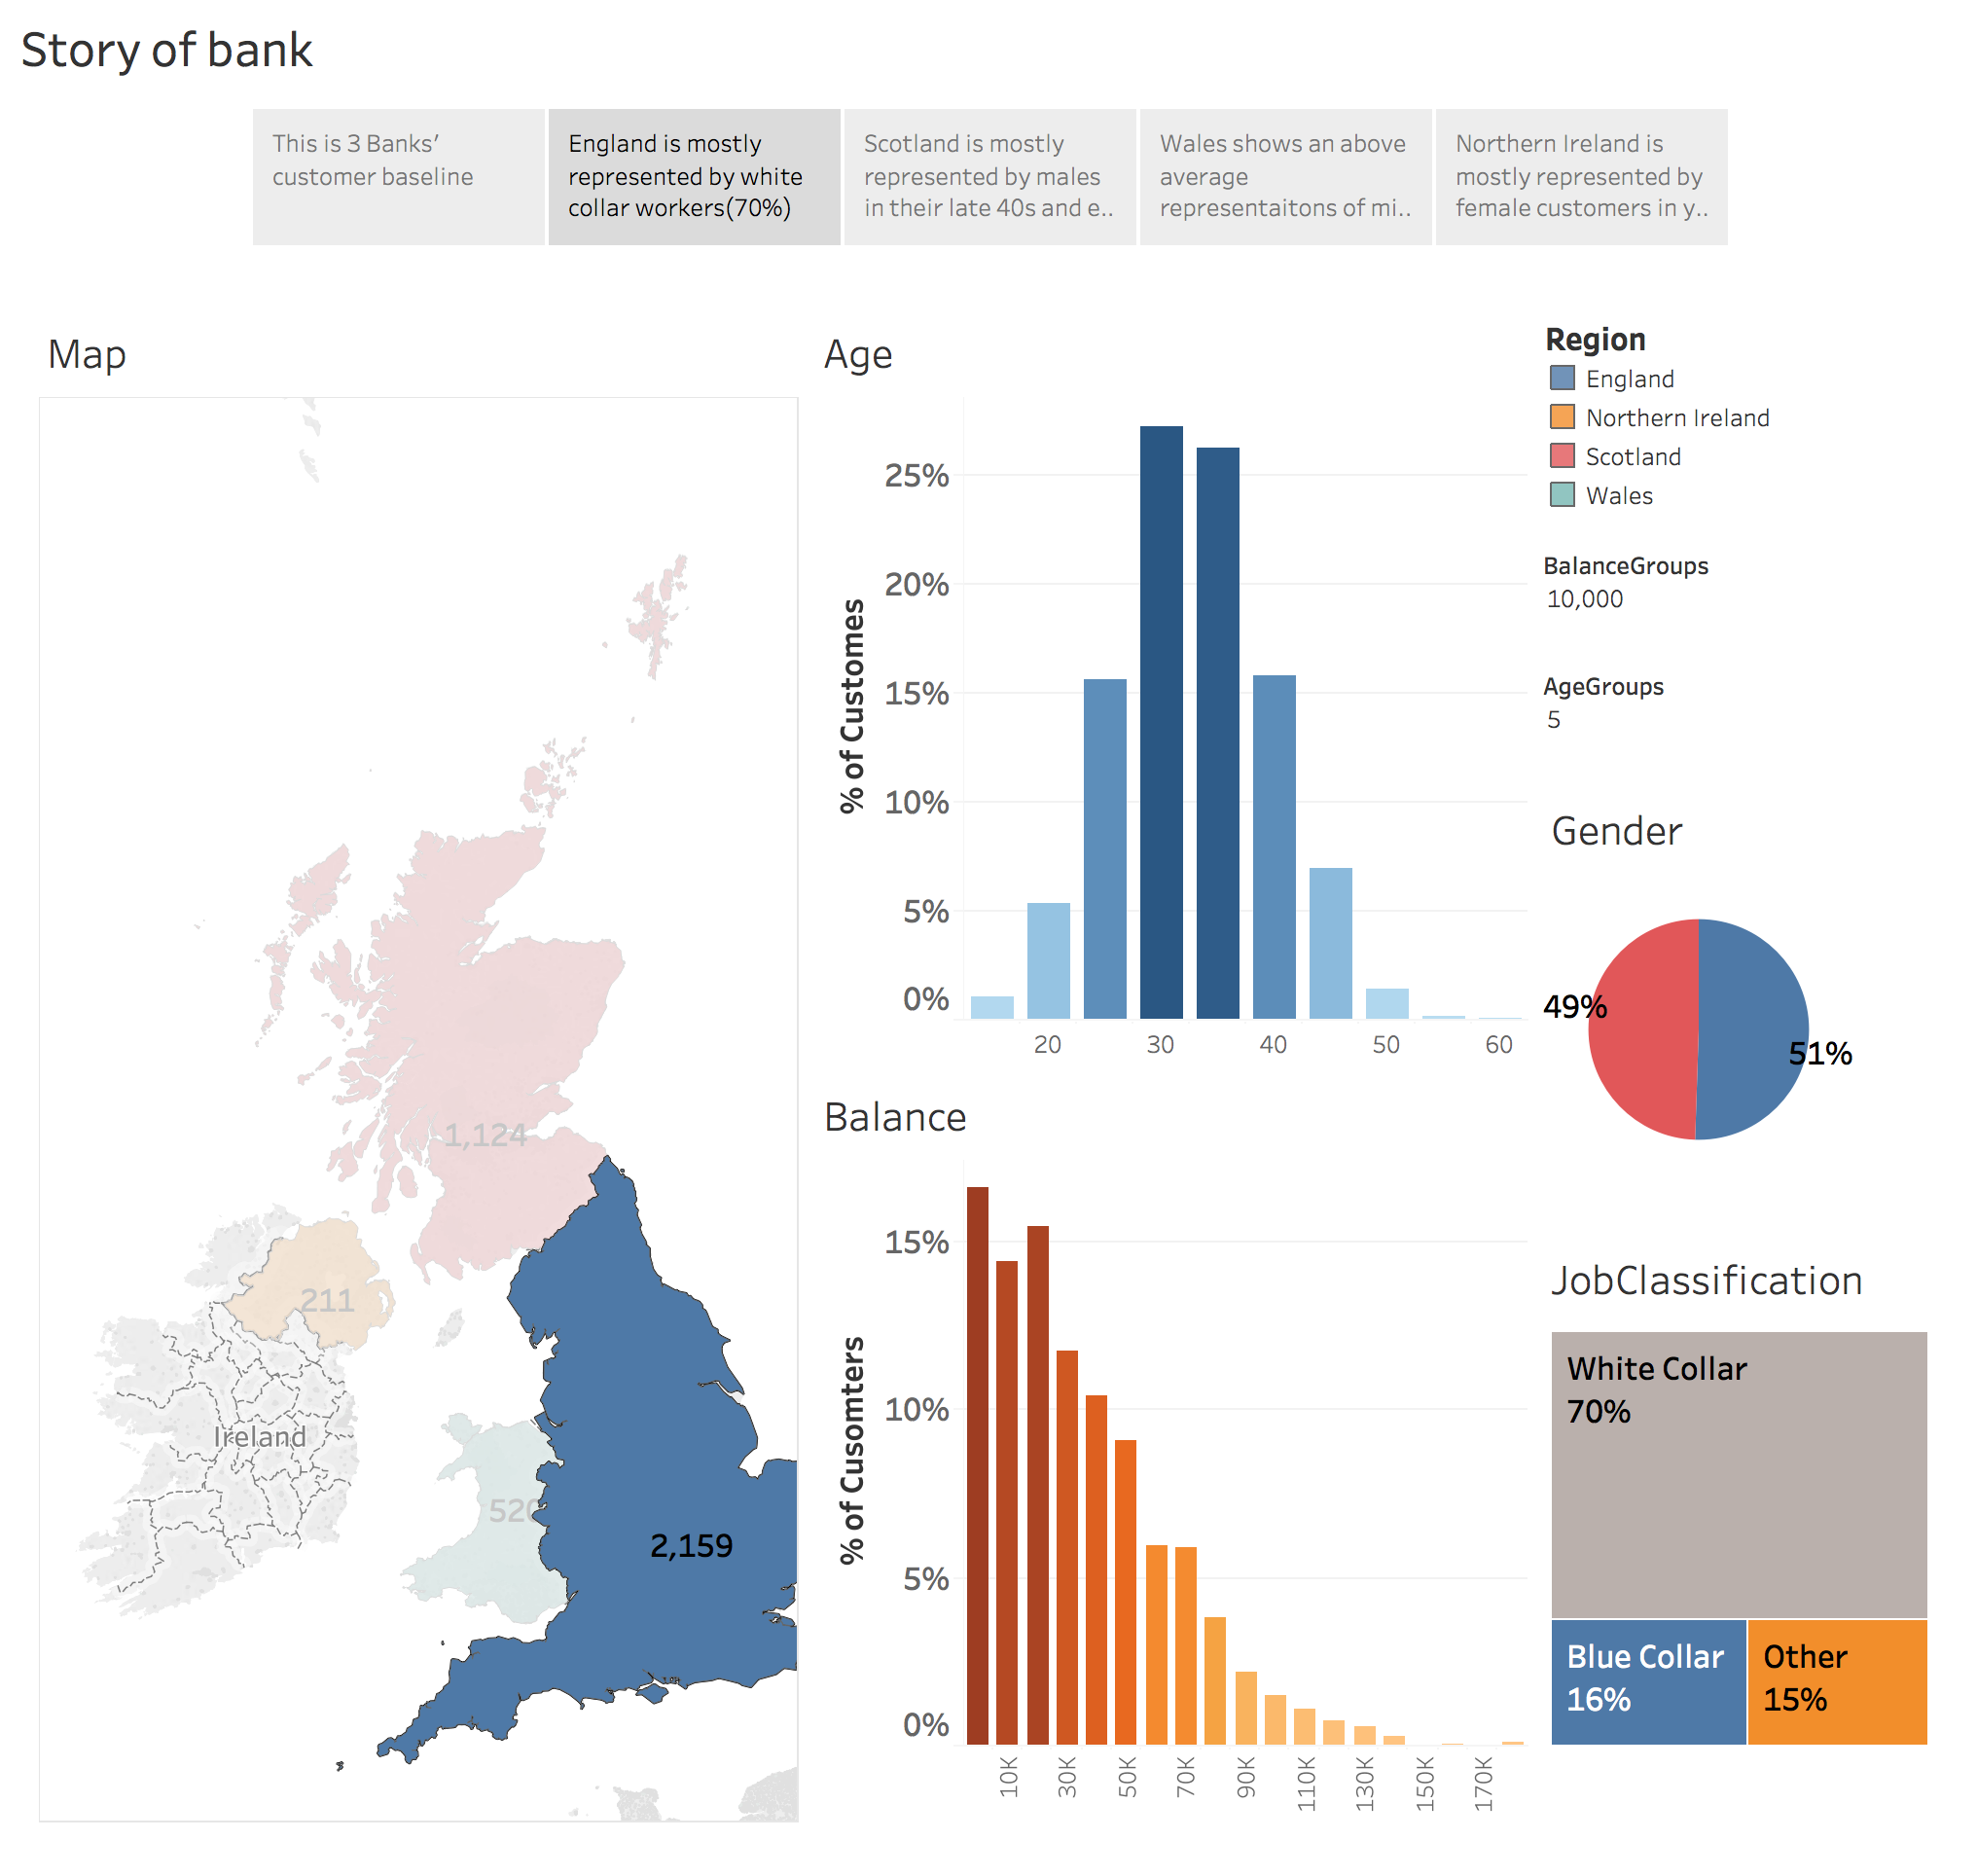 Story of bank
This is 3 Banks’
customer baseline
England is mostly
represented by white
collar workers(70%)
Scotland is mostly
represented by males
in their late 40s and e..
Wales shows an above
average
representaitons of mi..
Northern Ireland is
mostly represented by
female customers in y..
Map
1,124
211
Ireland
520
2,159
Age
% of Customes
25%
20%
15%
10%
5%
0%
20
30
40
50
60
Balance
% of Cusomters
15%
10%
5%
0%
10K
30K
50K
70K
90K
110K
130K
150K
170K
Region
England
Northern Ireland
Scotland
Wales
BalanceGroups
10,000
AgeGroups
5
Gender
49%
51%
JobClassification
White Collar
70%
Blue Collar
16%
Other
15%